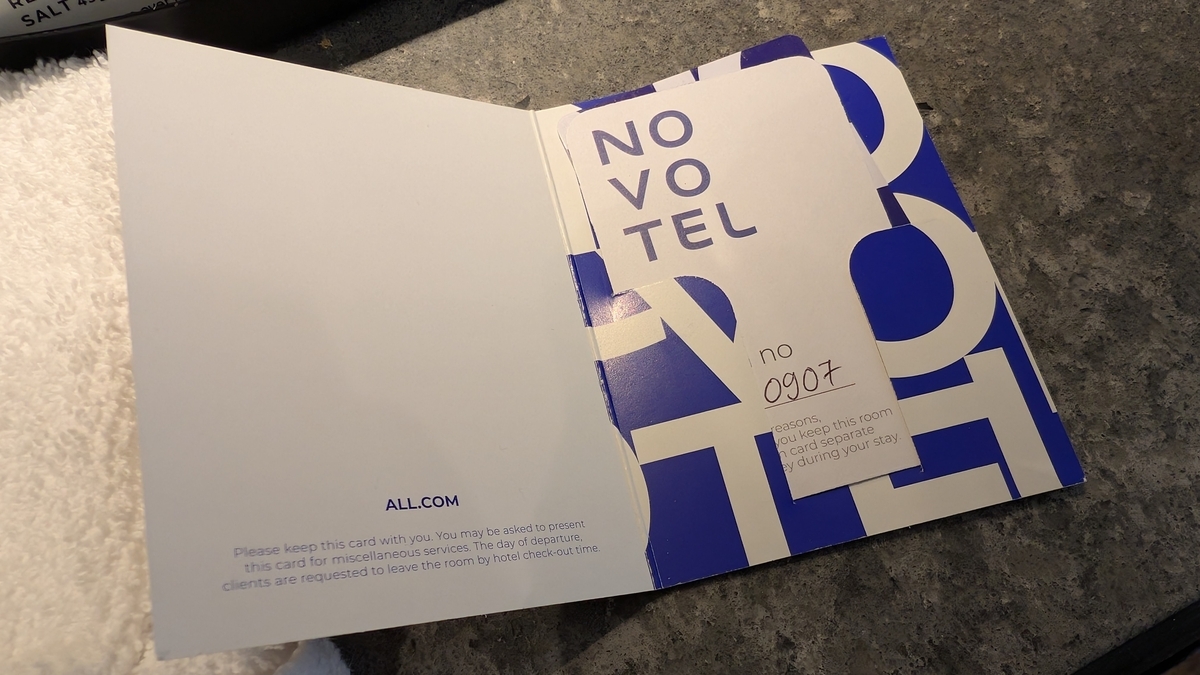 SALT
ALL.COM
Please keep this card with you. You may be asked to present
this card for miscellaneous services. The day of departure,
clients are requested to leave the room by hotel check-out time.
NO
VO
TEL
no
0907
reasons,
you keep this room
card separate
during your stay.